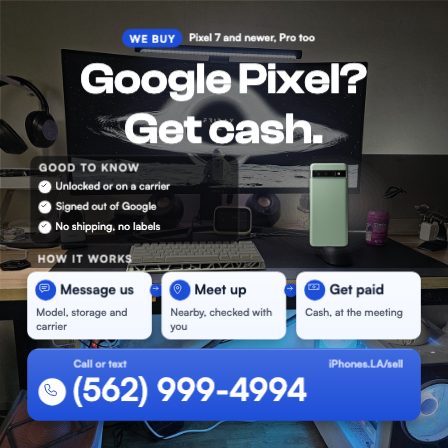 WE BUY Pixel 7 and newer, Pro too
Google Pixel?
Get cash.
GOOD TO KNOW
Unlocked or on a carrier
Signed out of Google
No shipping, no labels
HOW IT WORKS
Message us
Model, storage and
carrier
Meet up
Nearby, checked with
you
Get paid
Cash, at the meeting
Call or text
iPhones.LA/sell
(562) 999-4994